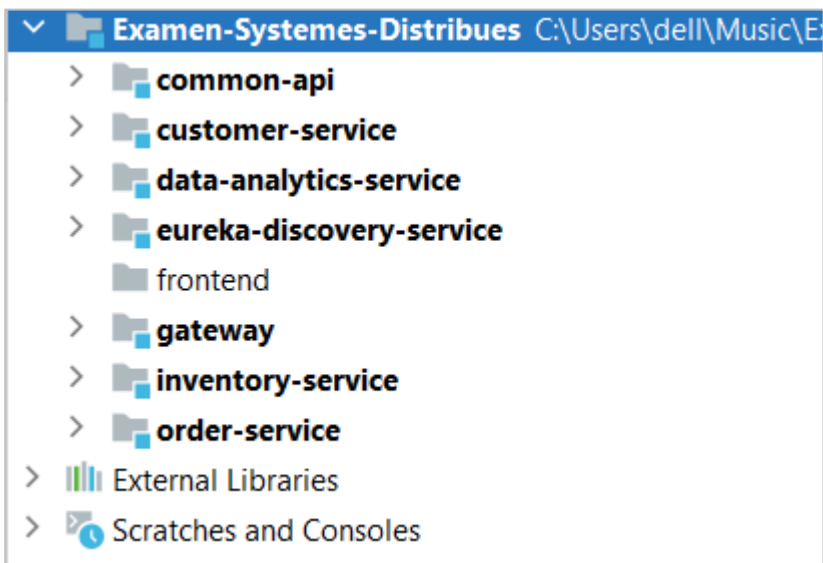 Examen-Systemes-Distribues C:\Users\dell\Music\E
common-api
customer-service
data-analytics-service
eureka-discovery-service
frontend
gateway
inventory-service
order-service
External Libraries
Scratches and Consoles